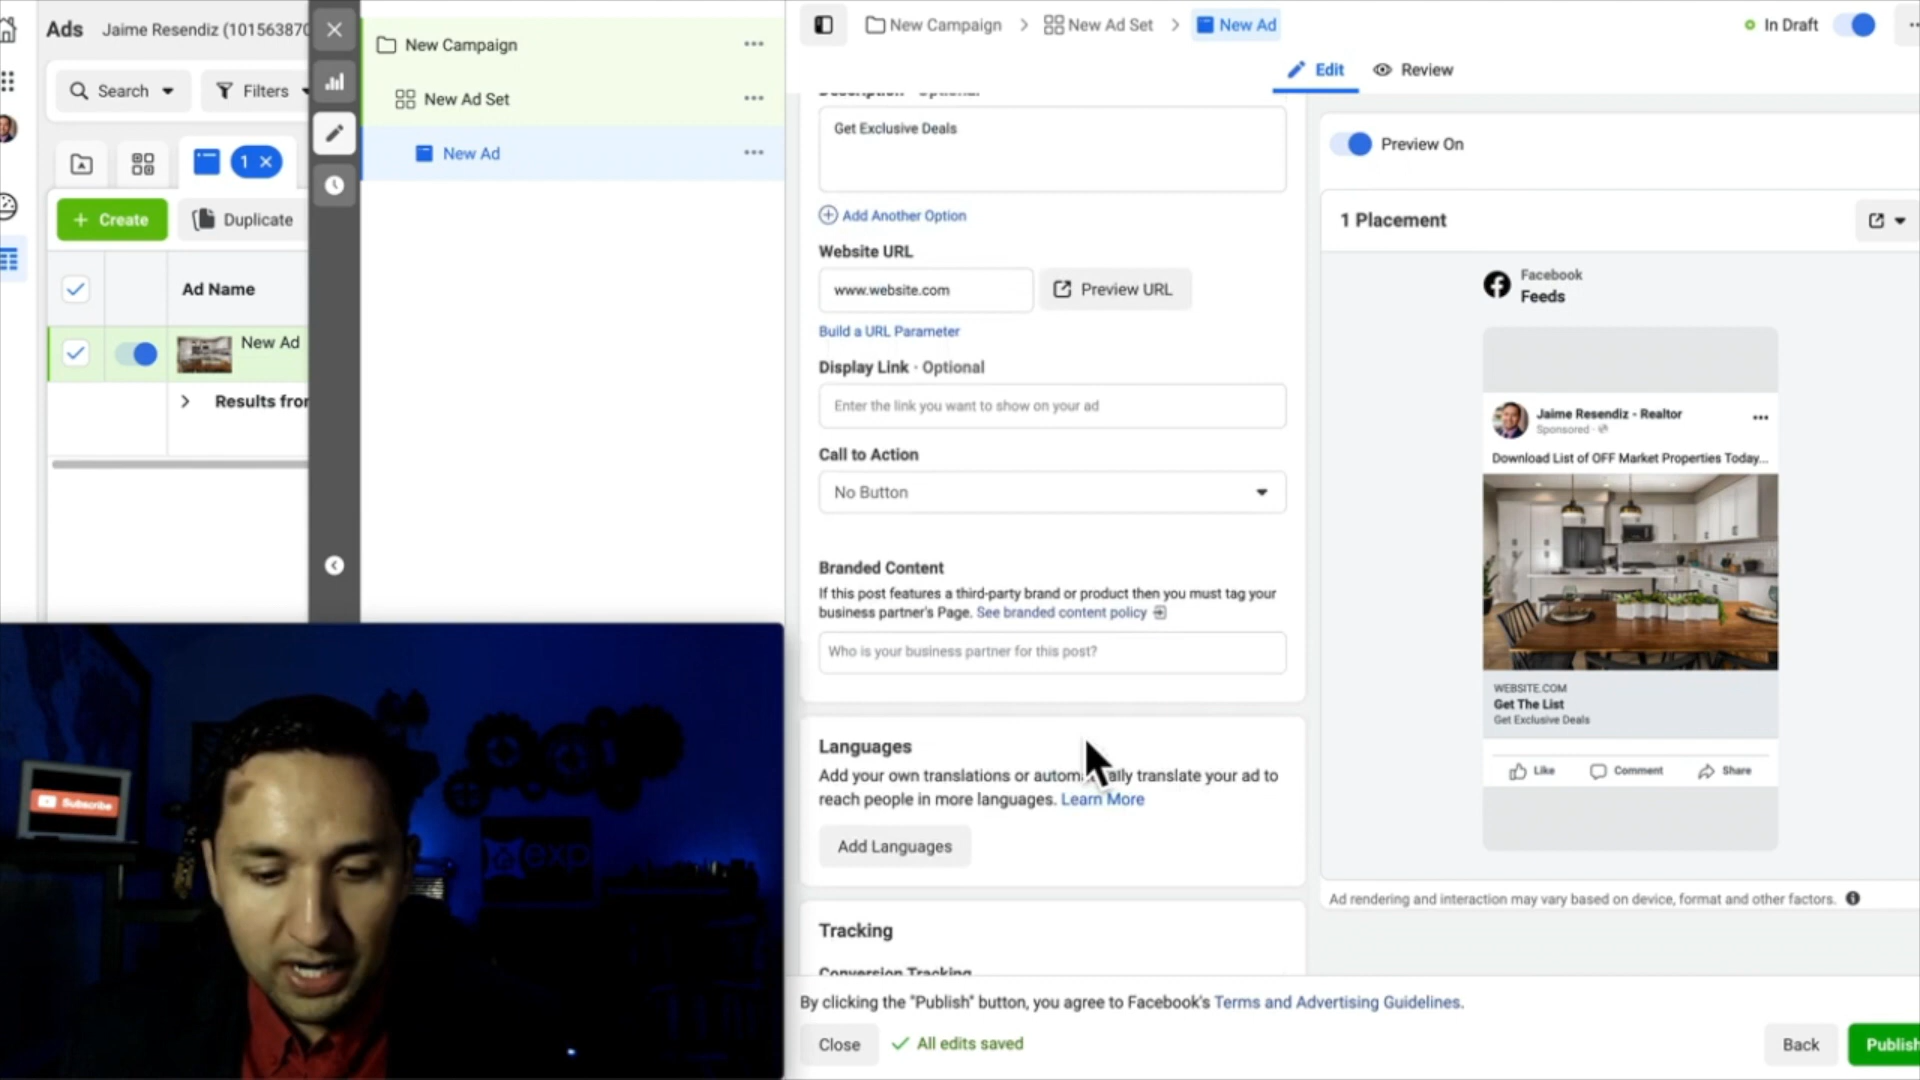 Ads
Jaime Resendiz (101563870
Search
Filters
1
+ Create
Duplicate
Ad Name
New Ad
Results from
New Campaign
New Ad Set
New Ad
New Campaign > New Ad Set > New Ad
In Draft
Edit
Review
Description · Optional
Get Exclusive Deals
Add Another Option
Website URL
www.website.com
Preview URL
Build a URL Parameter
Display Link · Optional
Enter the link you want to show on your ad
Call to Action
No Button
Branded Content
If this post features a third-party brand or product then you must tag your
business partner's Page. See branded content policy
Who is your business partner for this post?
Languages
Add your own translations or automatically translate your ad to
reach people in more languages. Learn More
Add Languages
Tracking
Conversion Tracking
By clicking the "Publish" button, you agree to Facebook's Terms and Advertising Guidelines.
Close
All edits saved
Back
Publish
Preview On
1 Placement
Facebook
Feeds
Jaime Resendiz - Realtor
Sponsored ·
Download List of OFF Market Properties Today...
WEBSITE.COM
Get The List
Get Exclusive Deals
Like
Comment
Share
Ad rendering and interaction may vary based on device, format and other factors.
Subscribe
exp